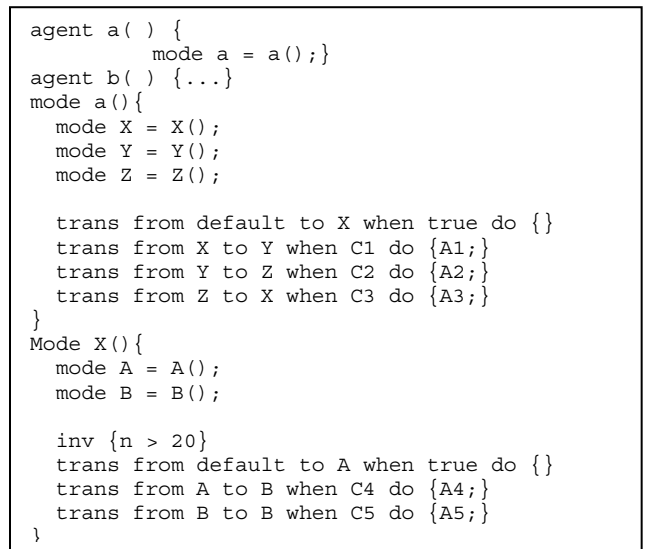 agent a( ) {
mode a = a();}
agent b( ) {...}
mode a(){
mode X = X();
mode Y = Y();
mode Z = Z();
trans from default to X when true do {}
trans from X to Y when C1 do {A1;}
trans from Y to Z when C2 do {A2;}
trans from Z to X when C3 do {A3;}
}
Mode X(){
mode A = A();
mode B = B();
inv {n > 20}
trans from default to A when true do {}
trans from A to B when C4 do {A4;}
trans from B to B when C5 do {A5;}
}